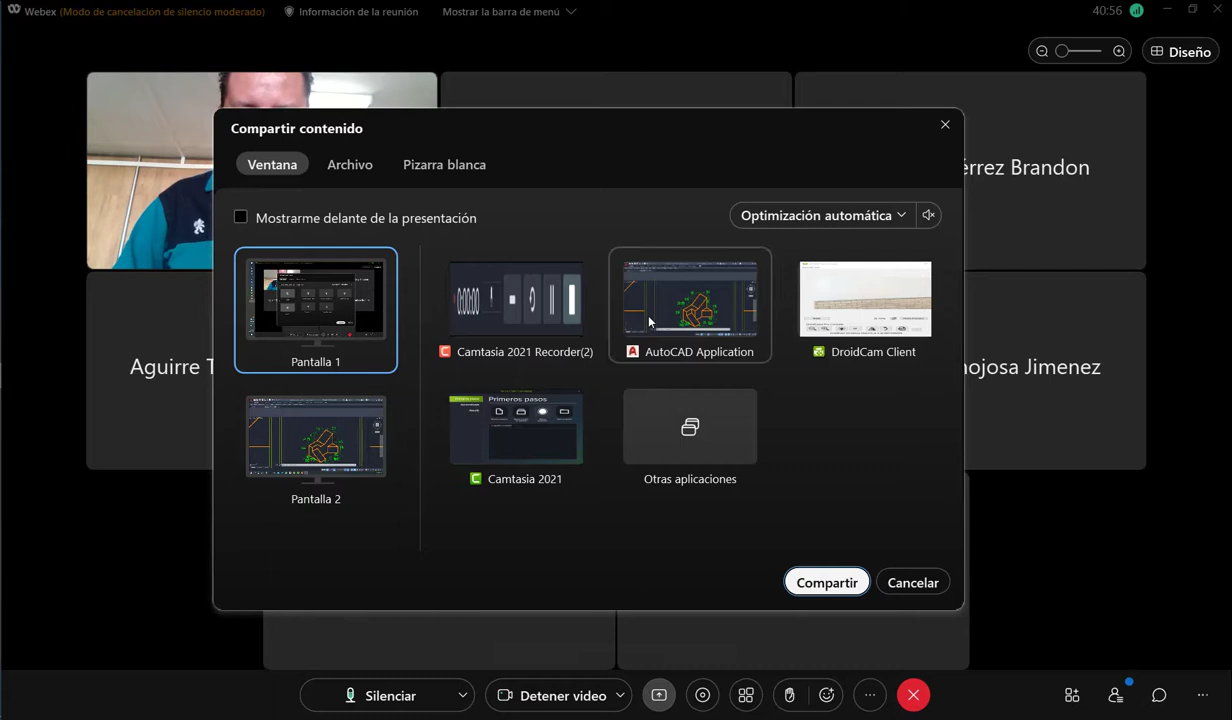 Webex (Modo de cancelación de silencio moderado) Información de la reunión Mostrar la barra de menú 40:56
Diseño
Compartir contenido
Ventana Archivo Pizarra blanca
érrez Brandon
Mostrarme delante de la presentación Optimización automática
Camtasia 2021 Recorder(2) AutoCAD Application DroidCam Client
Pantalla 1
Aguirre T
nojosa Jimenez
Primeros pasos
Camtasia 2021 Otras aplicaciones
Pantalla 2
Compartir Cancelar
Silenciar Detener video